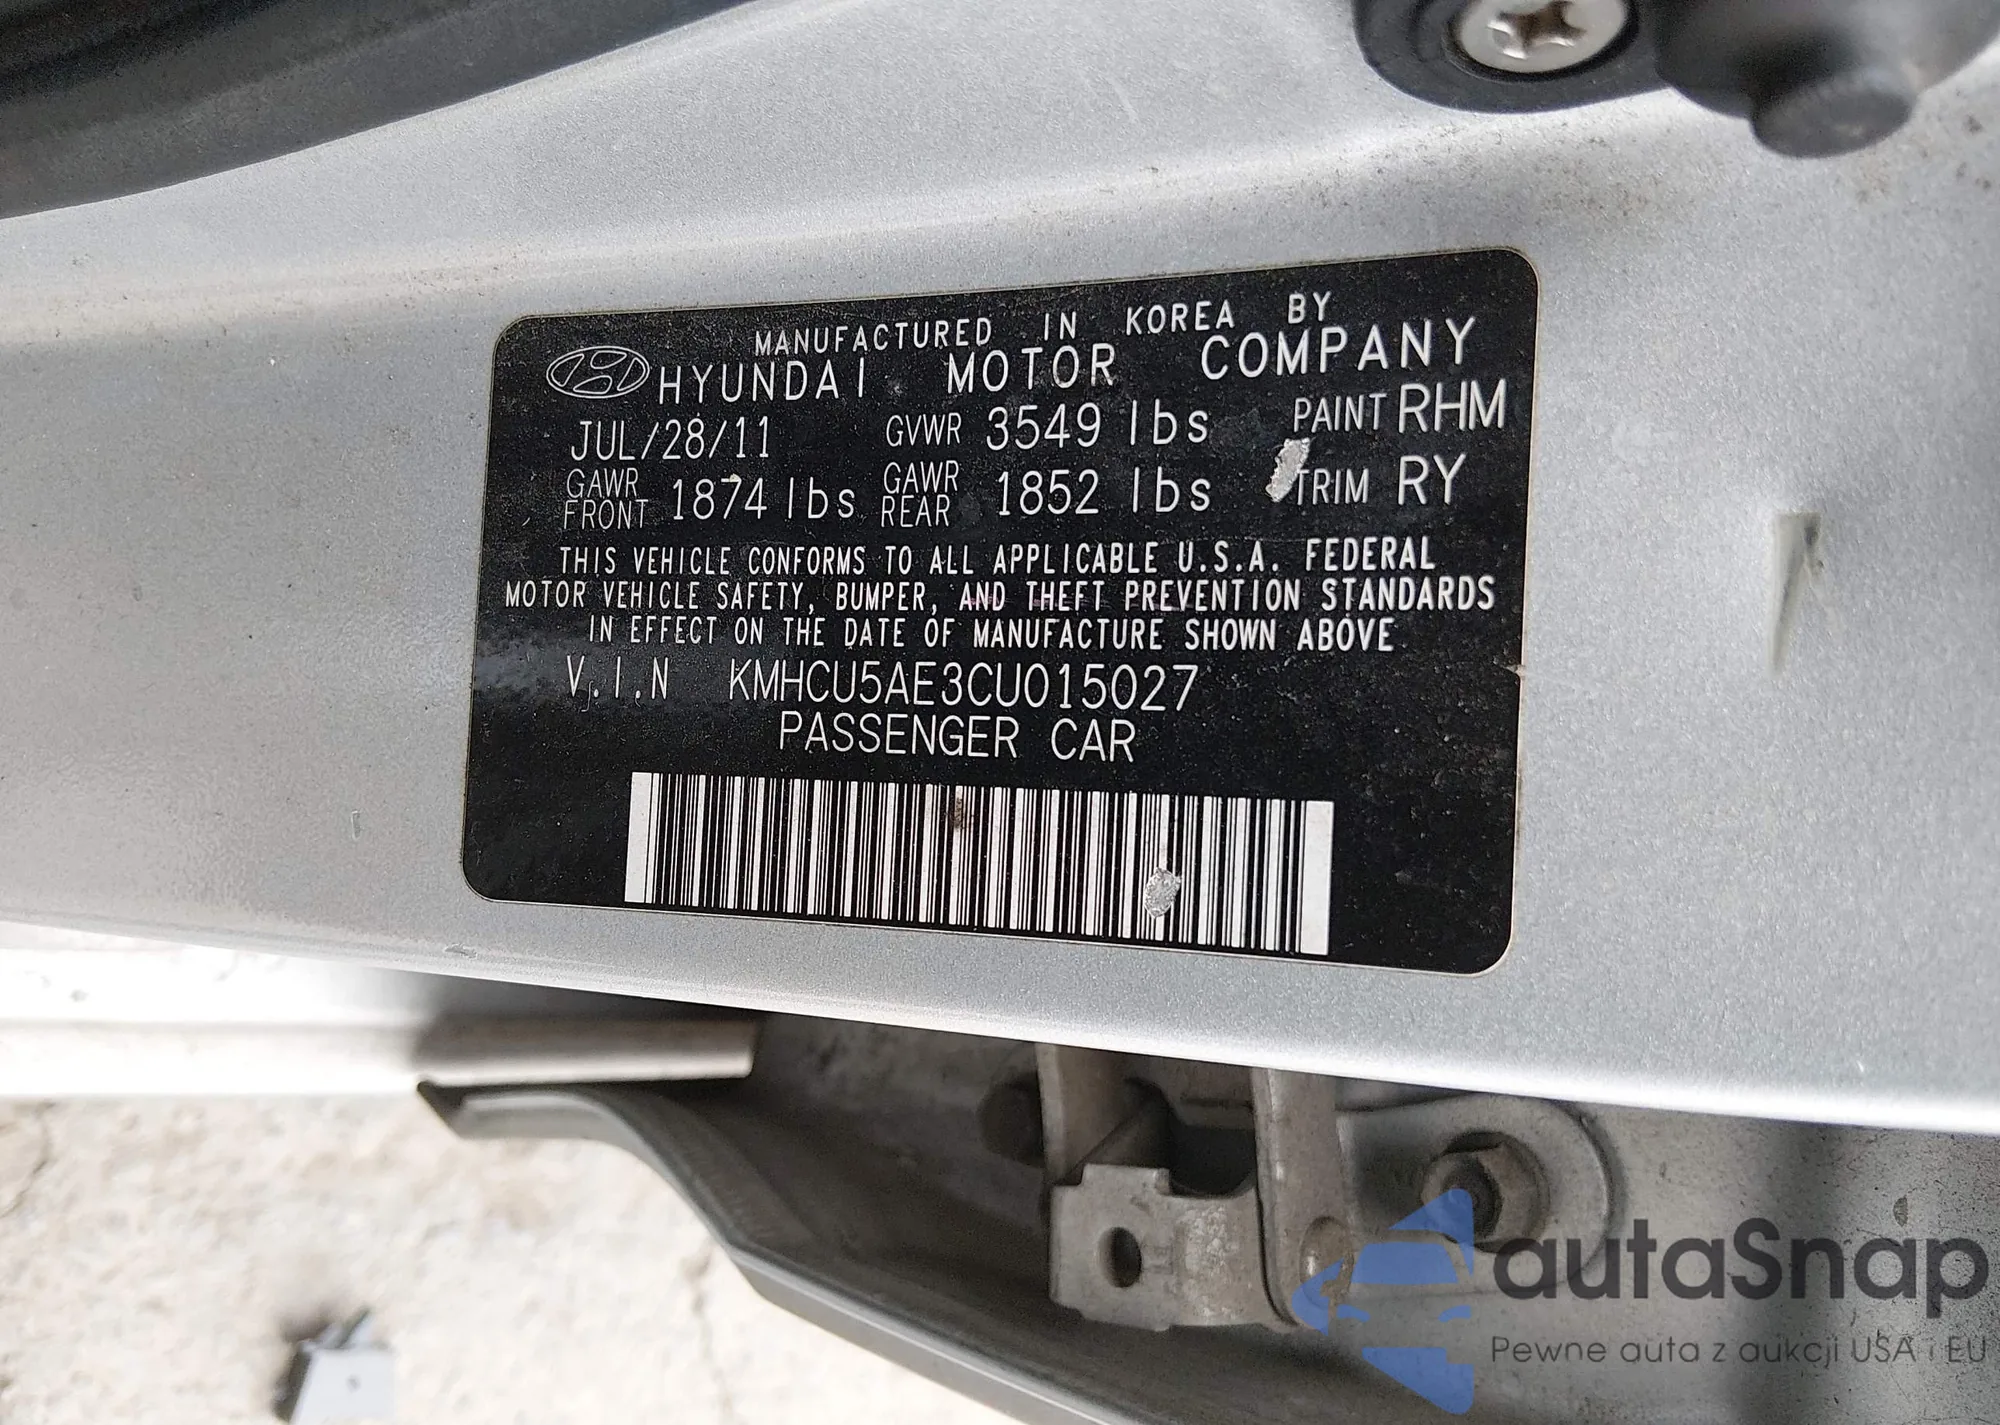 MANUFACTURED IN KOREA BY
HYUNDAI MOTOR COMPANY
JUL/28/11 GVWR 3549 lbs PAINT RHM
GAWR FRONT 1874 lbs GAWR REAR 1852 lbs TRIM RY
THIS VEHICLE CONFORMS TO ALL APPLICABLE U.S.A. FEDERAL
MOTOR VEHICLE SAFETY, BUMPER, AND THEFT PREVENTION STANDARDS
IN EFFECT ON THE DATE OF MANUFACTURE SHOWN ABOVE
V.I.N KMHCU5AE3CU015027
PASSENGER CAR
autaSnap
Pewne auta z aukcji USA i EU